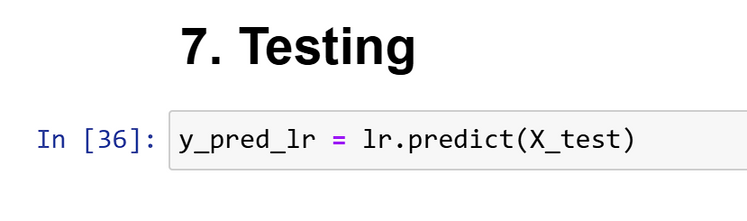 7. Testing
In [36]: y_pred_lr = lr.predict(X_test)